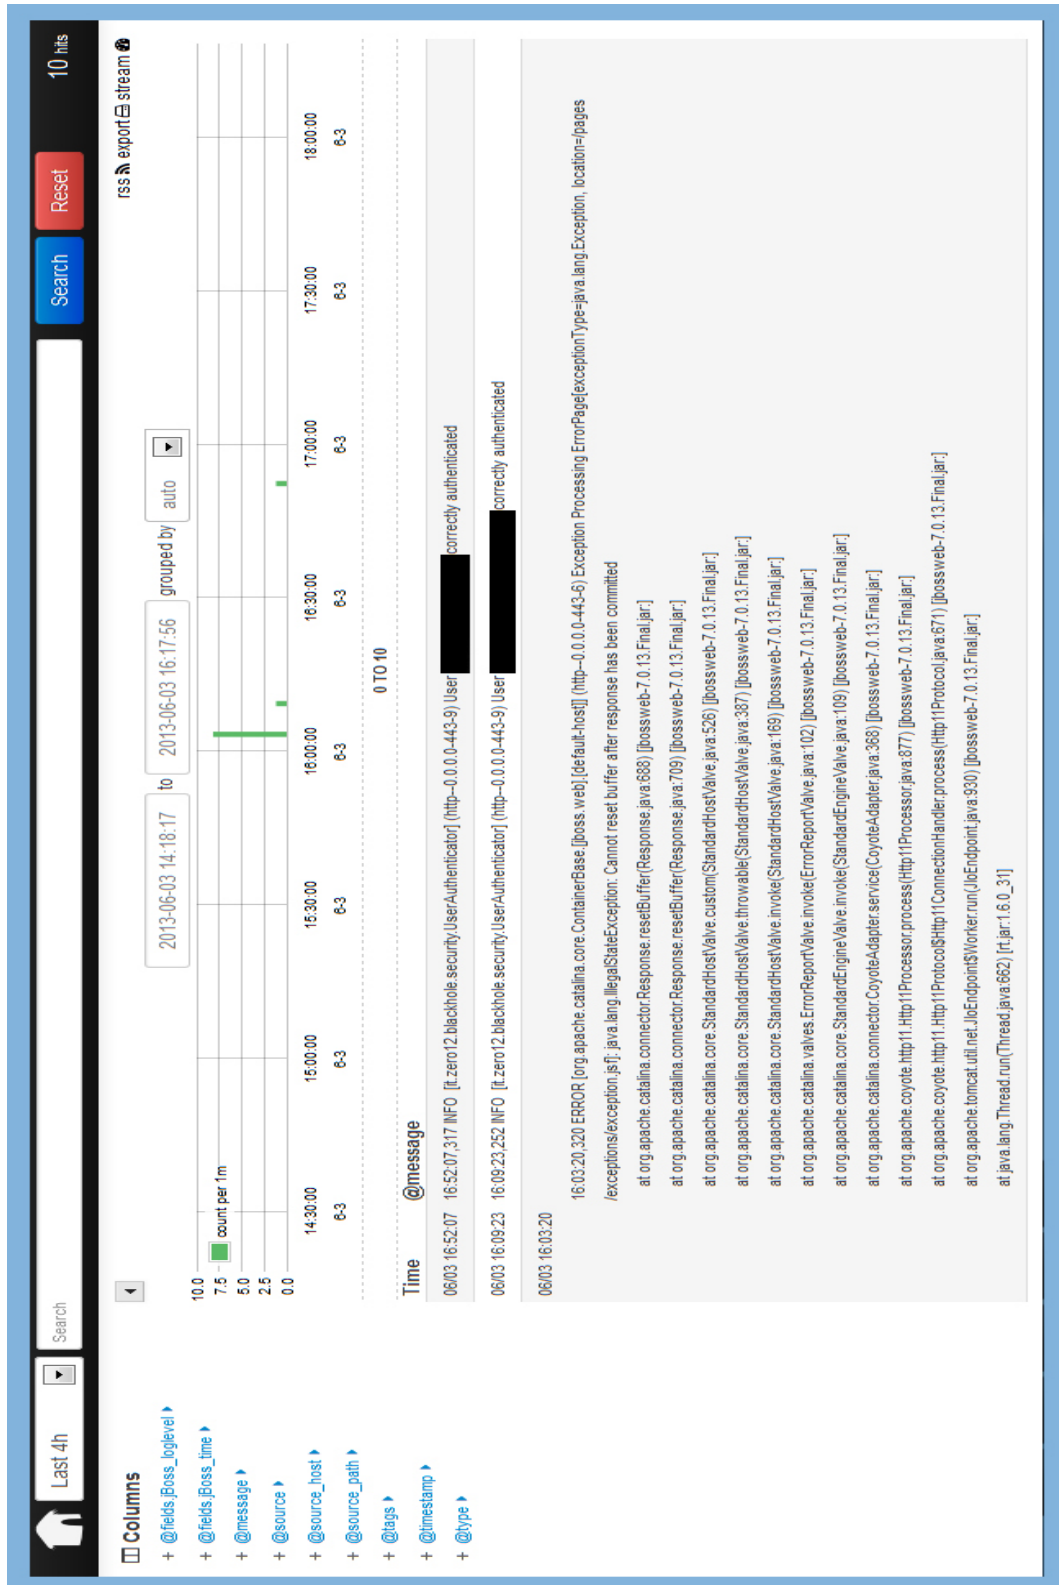 Last 4h
Search
Search
Reset
10 hits
Columns
+ @fields.jBoss_loglevel
+ @fields.jBoss_time
+ @message
+ @source
+ @source_host
+ @source_path
+ @tags
+ @timestamp
+ @type
rss export stream
2013-06-03 14:18:17 to 2013-06-03 16:17:56 grouped by auto
10.0
7.5
5.0
2.5
0.0
count per 1m
14:30:00 15:00:00 15:30:00 16:00:00 16:30:00 17:00:00 17:30:00 18:00:00
6-3 6-3 6-3 6-3 6-3 6-3 6-3 6-3
0 TO 10
Time @message
06/03 16:52:07 16:52:07,317 INFO [it.zero12.blackhole.security.UserAuthenticator] (http--0.0.0.0-443-9) User correctly authenticated
06/03 16:09:23 16:09:23,252 INFO [it.zero12.blackhole.security.UserAuthenticator] (http--0.0.0.0-443-9) User correctly authenticated
06/03 16:03:20
16:03:20,320 ERROR [org.apache.catalina.core.ContainerBase.[jboss.web].[default-host]] (http--0.0.0.0-443-6) Exception Processing ErrorPage[exceptionType=java.lang.Exception, location=/pages
/exceptions/exception.jsf]: java.lang.IllegalStateException: Cannot reset buffer after response has been committed
at org.apache.catalina.connector.Response.resetBuffer(Response.java:688) [jbossweb-7.0.13.Final.jar:]
at org.apache.catalina.connector.Response.resetBuffer(Response.java:709) [jbossweb-7.0.13.Final.jar:]
at org.apache.catalina.core.StandardHostValve.custom(StandardHostValve.java:526) [jbossweb-7.0.13.Final.jar:]
at org.apache.catalina.core.StandardHostValve.throwable(StandardHostValve.java:387) [jbossweb-7.0.13.Final.jar:]
at org.apache.catalina.core.StandardHostValve.invoke(StandardHostValve.java:169) [jbossweb-7.0.13.Final.jar:]
at org.apache.catalina.valves.ErrorReportValve.invoke(ErrorReportValve.java:102) [jbossweb-7.0.13.Final.jar:]
at org.apache.catalina.core.StandardEngineValve.invoke(StandardEngineValve.java:109) [jbossweb-7.0.13.Final.jar:]
at org.apache.catalina.connector.CoyoteAdapter.service(CoyoteAdapter.java:368) [jbossweb-7.0.13.Final.jar:]
at org.apache.coyote.http11.Http11Processor.process(Http11Processor.java:877) [jbossweb-7.0.13.Final.jar:]
at org.apache.coyote.http11.Http11Protocol$Http11ConnectionHandler.process(Http11Protocol.java:671) [jbossweb-7.0.13.Final.jar:]
at org.apache.tomcat.util.net.JIoEndpoint$Worker.run(JIoEndpoint.java:930) [jbossweb-7.0.13.Final.jar:]
at java.lang.Thread.run(Thread.java:662) [rt.jar:1.6.0_31]